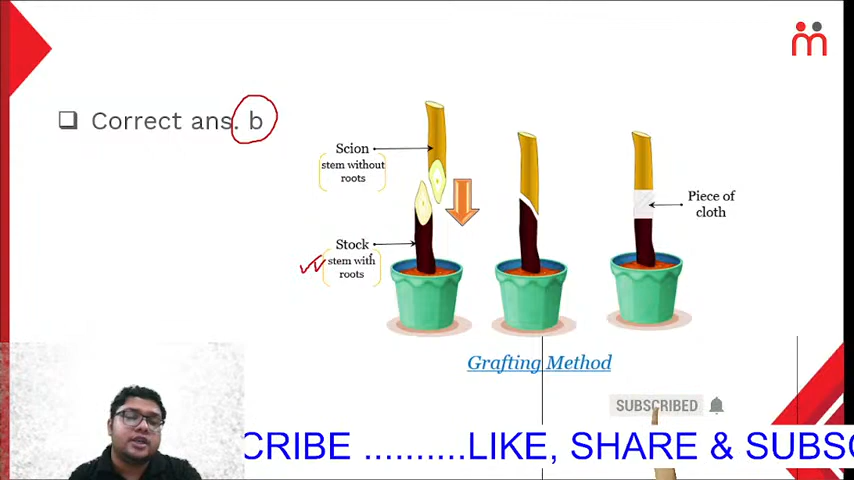 Correct ans. b
Scion
stem without
roots
Stock
stem with
roots
Piece of
cloth
Grafting Method
SUBSCRIBED
CRIBE ..........LIKE, SHARE & SUBSC